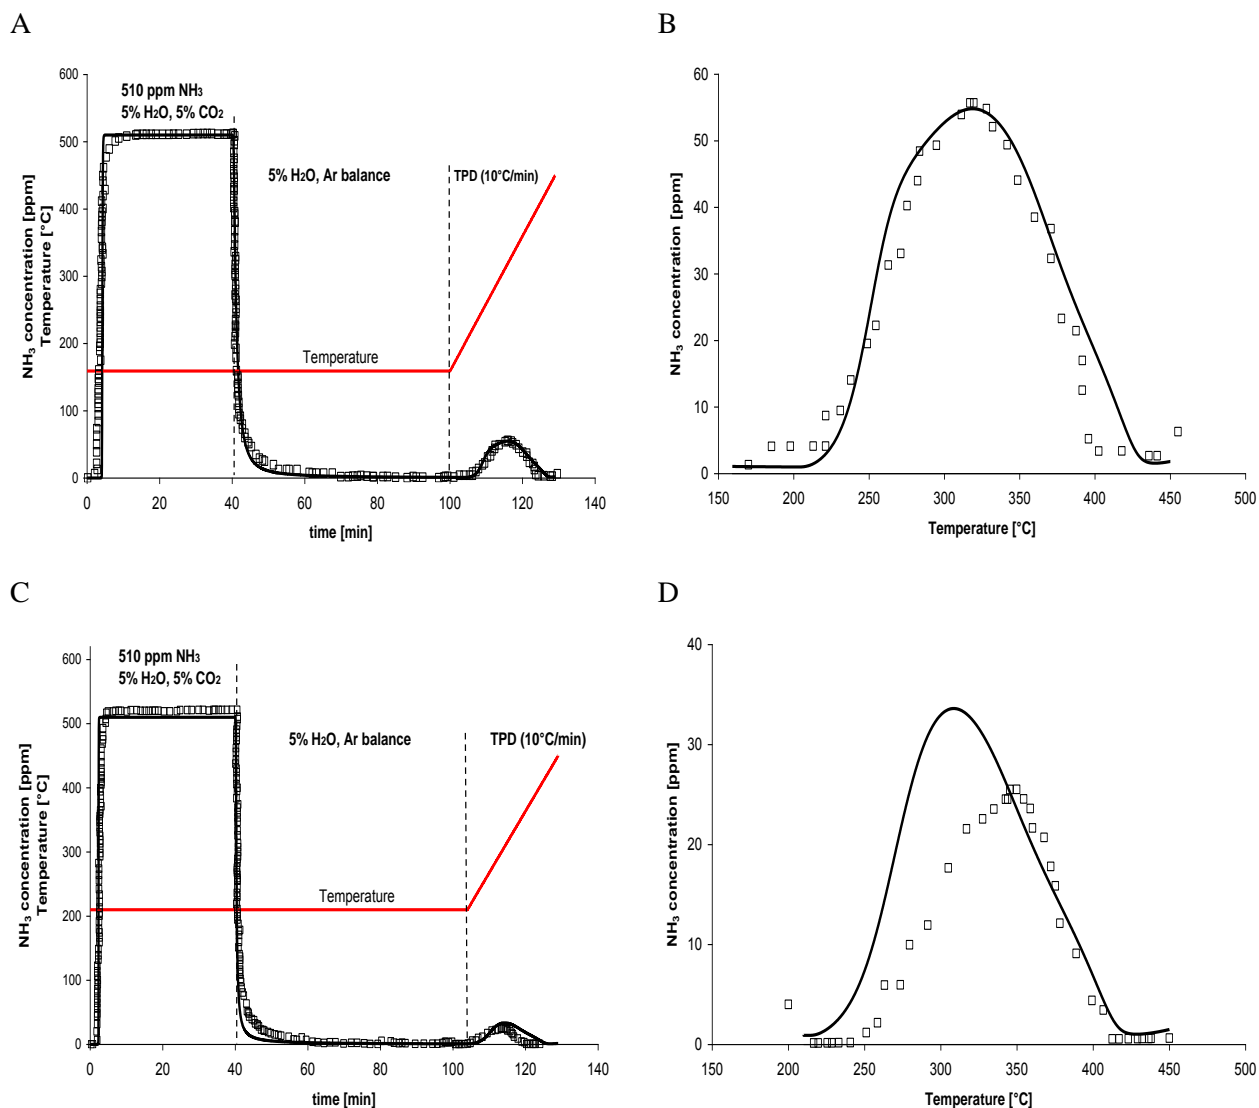 A
NH₃ concentration [ppm]
Temperature [°C]
600
500
400
300
200
100
0
510 ppm NH₃
5% H₂O, 5% CO₂
5% H₂O, Ar balance
TPD (10°C/min)
Temperature
0 20 40 60 80 100 120 140
time [min]
B
NH₃ concentration [ppm]
60
50
40
30
20
10
0
150 200 250 300 350 400 450 500
Temperature [°C]
C
NH₃ concentration [ppm]
Temperature [°C]
600
500
400
300
200
100
0
510 ppm NH₃
5% H₂O, 5% CO₂
5% H₂O, Ar balance
TPD (10°C/min)
Temperature
0 20 40 60 80 100 120 140
time [min]
D
NH₃ concentration [ppm]
40
30
20
10
0
150 200 250 300 350 400 450 500
Temperature [°C]